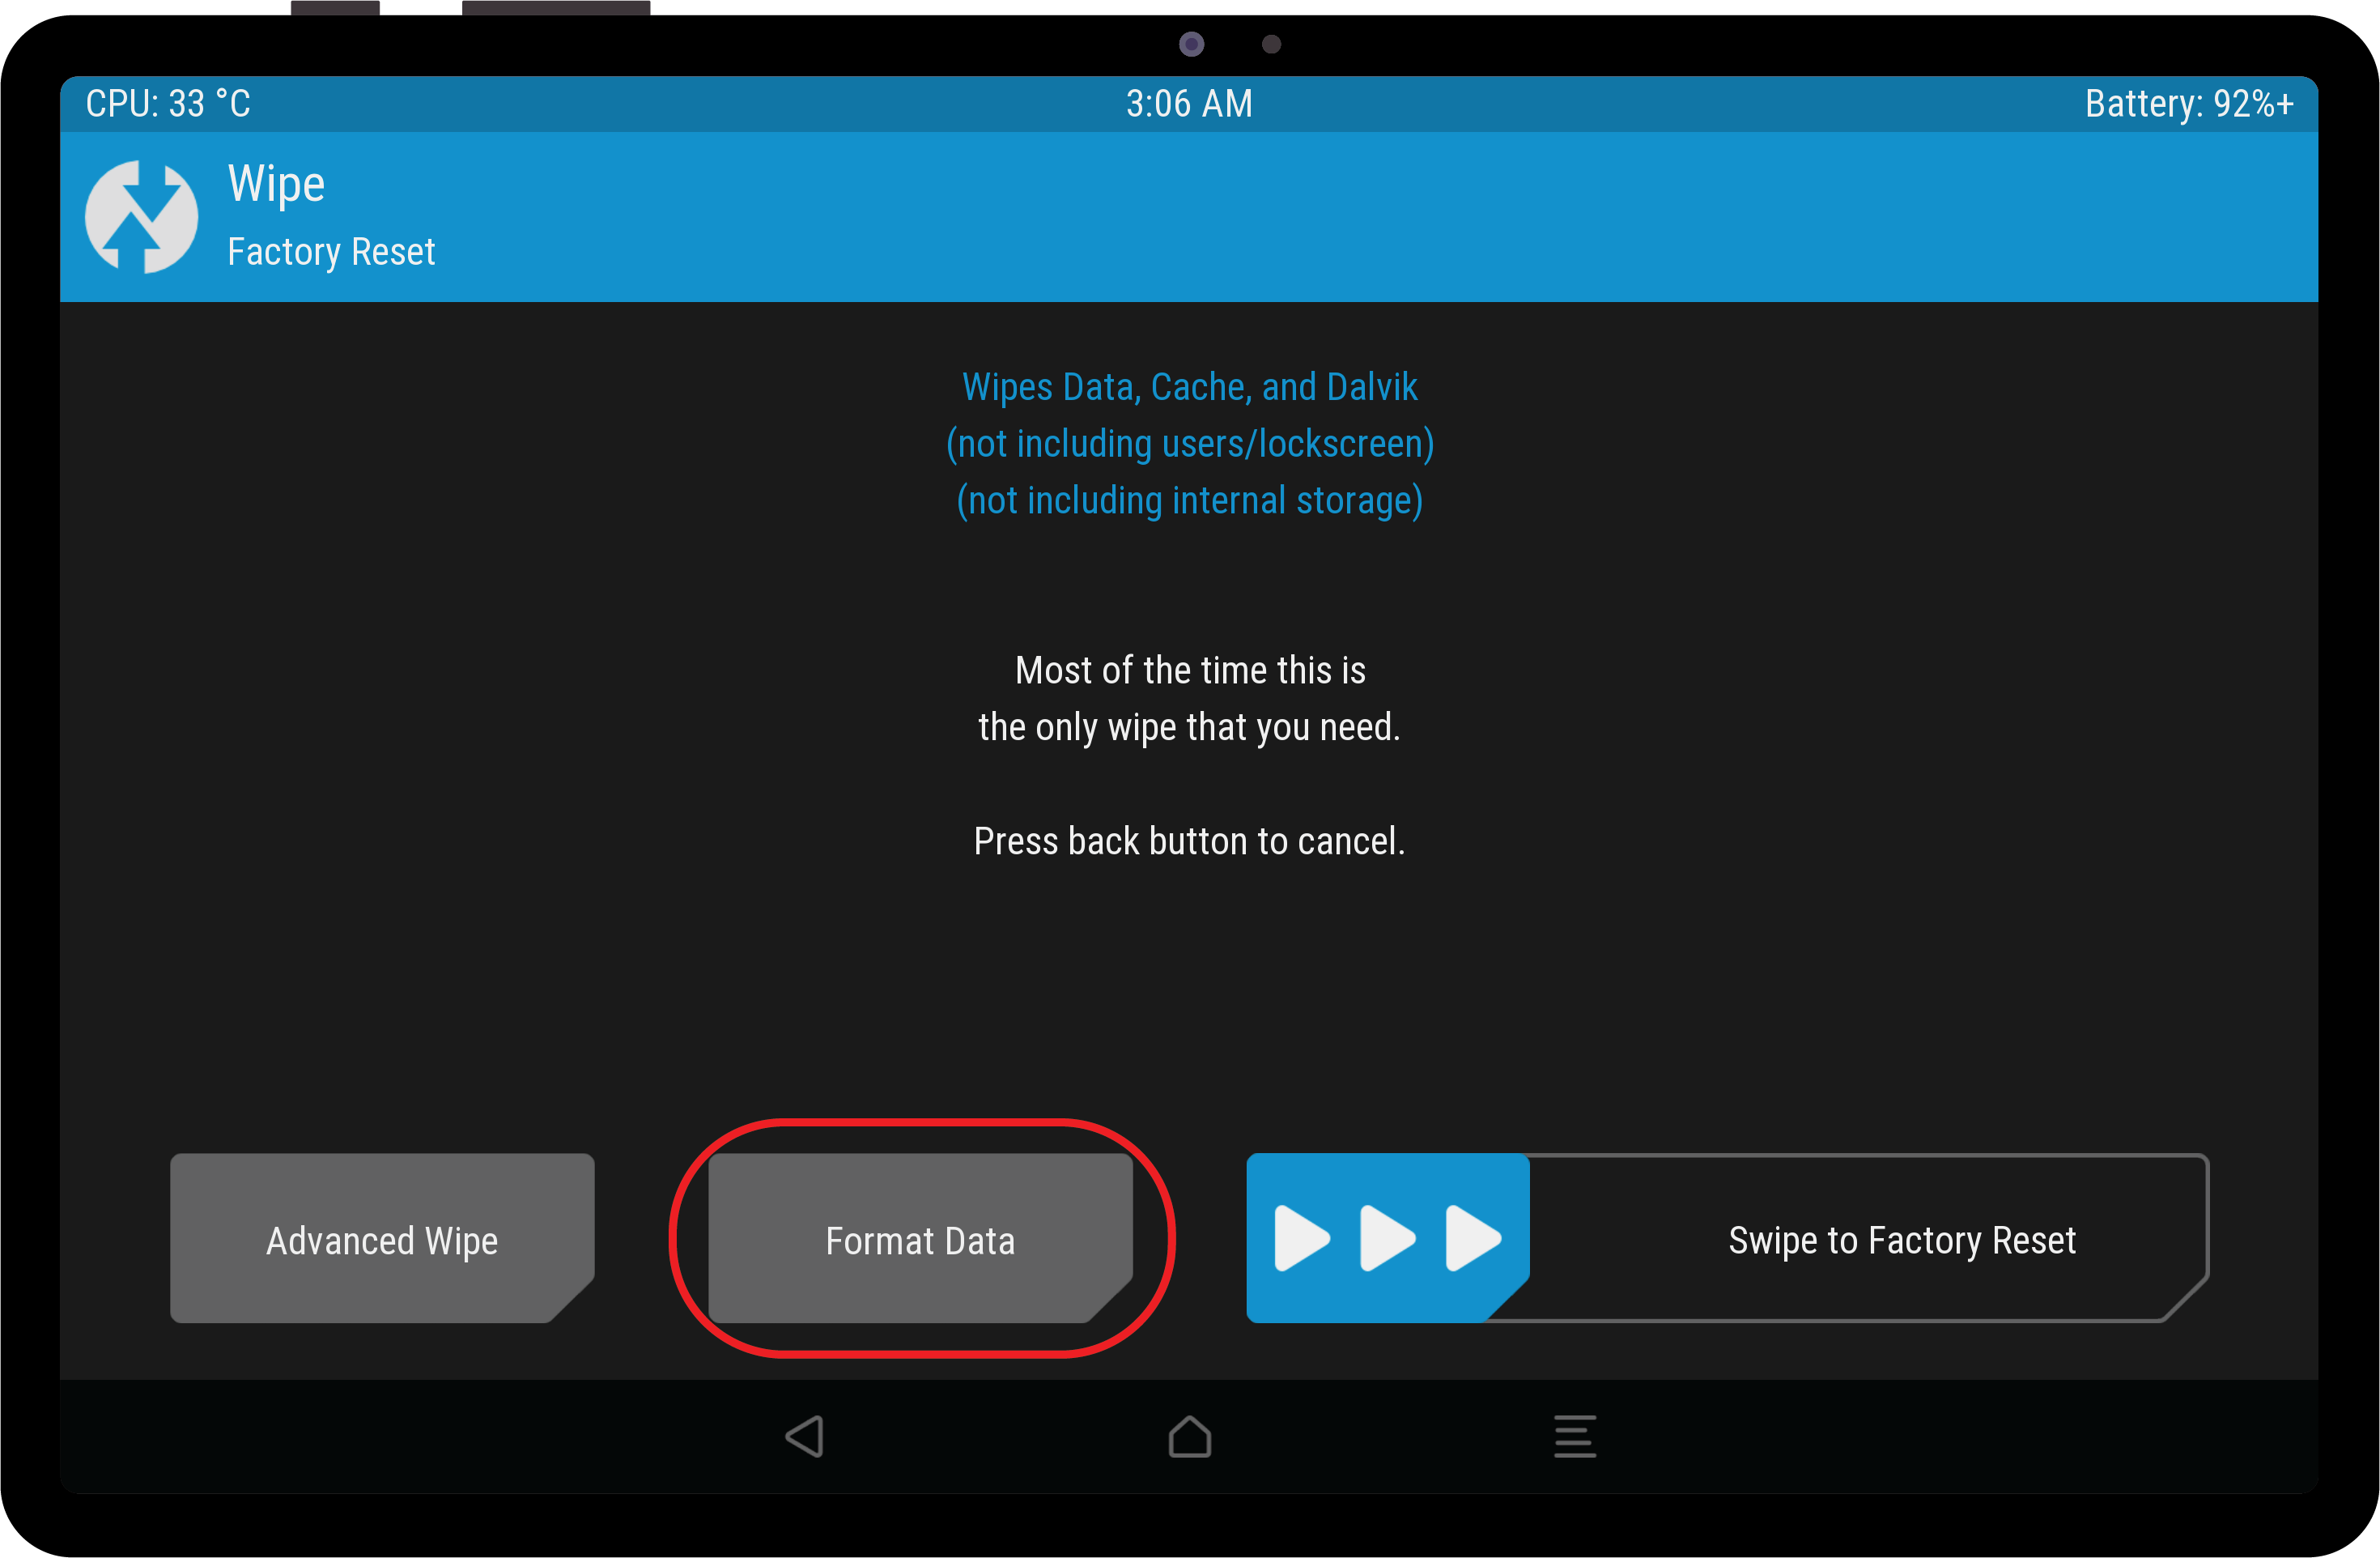 CPU: 33 °C
3:06 AM
Battery: 92%+
Wipe
Factory Reset
Wipes Data, Cache, and Dalvik
(not including users/lockscreen)
(not including internal storage)
Most of the time this is
the only wipe that you need.
Press back button to cancel.
Advanced Wipe
Format Data
Swipe to Factory Reset